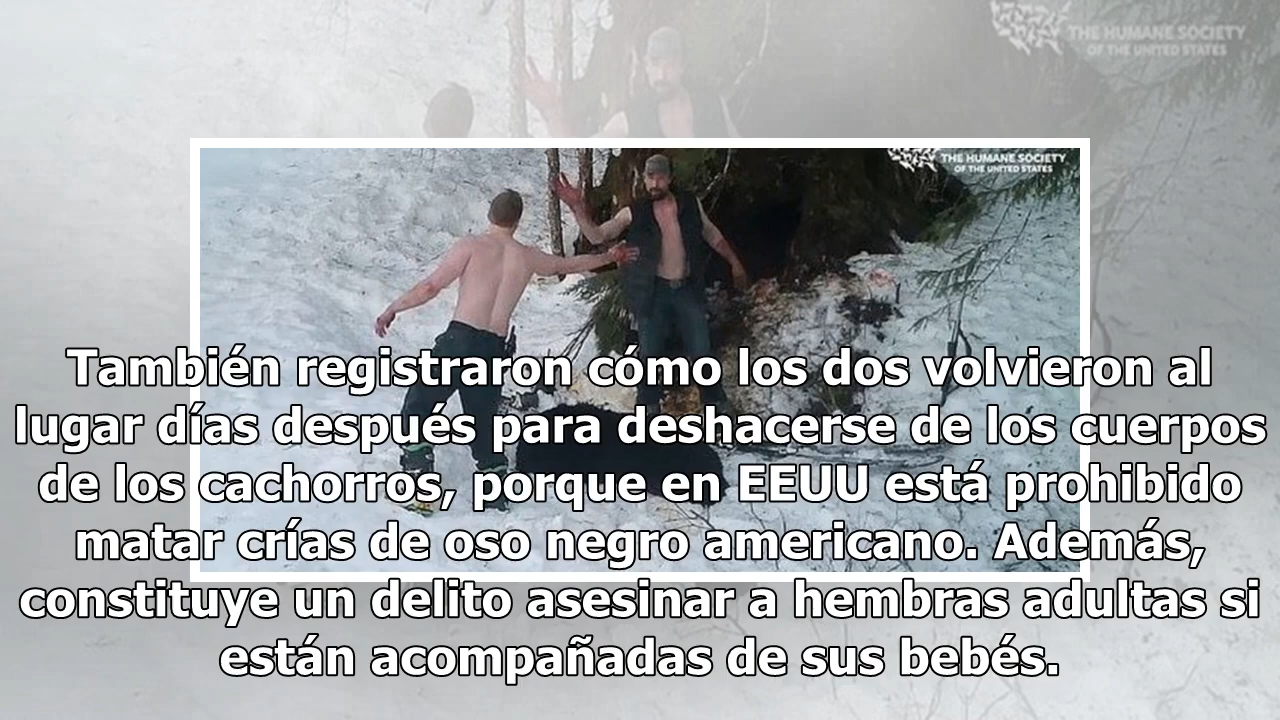 THE HUMANE SOCIETY
OF THE UNITED STATES
THE HUMANE SOCIETY
OF THE UNITED STATES
También registraron cómo los dos volvieron al
lugar días después para deshacerse de los cuerpos
de los cachorros, porque en EEUU está prohibido
matar crías de oso negro americano. Además,
constituye un delito asesinar a hembras adultas si
están acompañadas de sus bebés.